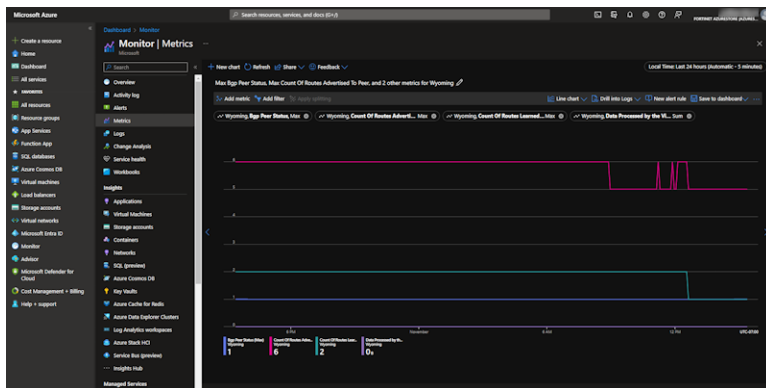 Microsoft Azure
Search resources, services, and docs (G+/)
Create a resource
Home
Dashboard
All services
FAVORITES
All resources
Resource groups
App Services
Function App
SQL databases
Azure Cosmos DB
Virtual machines
Load balancers
Storage accounts
Virtual networks
Microsoft Entra ID
Monitor
Advisor
Microsoft Defender for
Cloud
Cost Management + Billing
Help + support
Dashboard > Monitor
Monitor | Metrics ...
Microsoft
Search
Overview
Activity log
Alerts
Metrics
Logs
Change Analysis
Service health
Workbooks
Insights
Applications
Virtual Machines
Storage accounts
Containers
Networks
SQL (preview)
Azure Cosmos DB
Key Vaults
Azure Cache for Redis
Azure Data Explorer Clusters
Log Analytics workspaces
Azure Stack HCI
Service Bus (preview)
Insights Hub
Managed Services
New chart Refresh Share Feedback
Local Time: Last 24 hours (Automatic - 5 minutes)
Max Bgp Peer Status, Max Count Of Routes Advertised To Peer, and 2 other metrics for Wyoming
Add metric Add filter Apply splitting
Line chart Drill into Logs New alert rule Save to dashboard ...
Wyoming, Bgp Peer Status, Max
Wyoming, Count Of Routes Adverti... Max
Wyoming, Count Of Routes Learned... Max
Wyoming, Data Processed by the Vi... Sum
6
5
4
3
2
1
0
6 PM November 6 AM 12 PM UTC-07:00
Bgp Peer Status (Max)
Wyoming
1
Count Of Routes Adve...
Wyoming
6
Count Of Routes Lear...
Wyoming
2
Data Processed by th...
Wyoming